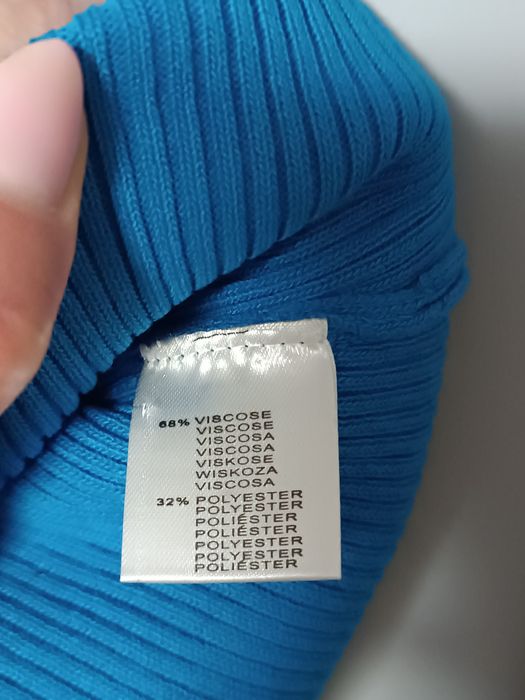 68% VISCOSE
VISCOSE
VISCOSA
VISCOSA
VISKOSE
WISKOZA
VISCOSA
32% POLYESTER
POLYESTER
POLIÉSTER
POLIÉSTER
POLYESTER
POLYESTER
POLIÉSTER